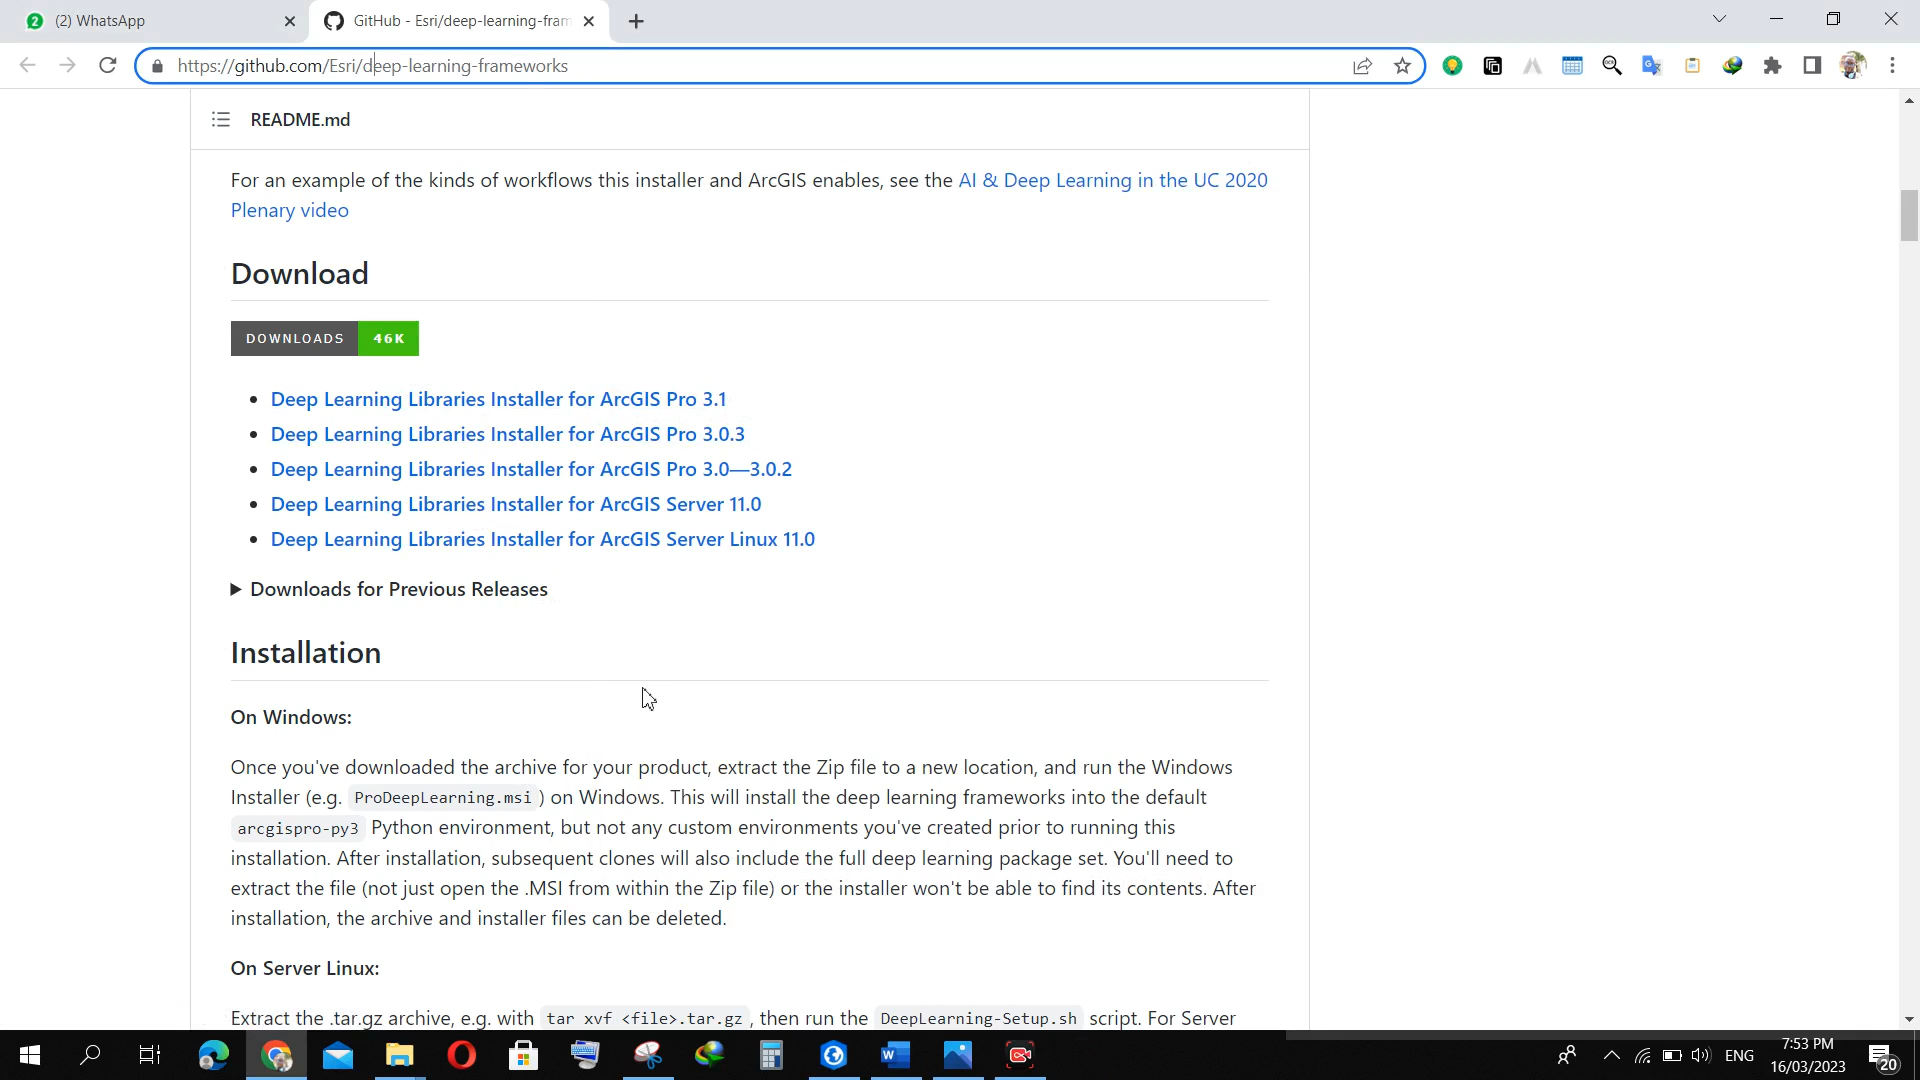 2 (2) WhatsApp
GitHub - Esri/deep-learning-fram
https://github.com/Esri/deep-learning-frameworks
README.md
For an example of the kinds of workflows this installer and ArcGIS enables, see the AI & Deep Learning in the UC 2020
Plenary video
Download
DOWNLOADS 46K
• Deep Learning Libraries Installer for ArcGIS Pro 3.1
• Deep Learning Libraries Installer for ArcGIS Pro 3.0.3
• Deep Learning Libraries Installer for ArcGIS Pro 3.0—3.0.2
• Deep Learning Libraries Installer for ArcGIS Server 11.0
• Deep Learning Libraries Installer for ArcGIS Server Linux 11.0
Downloads for Previous Releases
Installation
On Windows:
Once you've downloaded the archive for your product, extract the Zip file to a new location, and run the Windows
Installer (e.g. ProDeepLearning.msi ) on Windows. This will install the deep learning frameworks into the default
arcgispro-py3 Python environment, but not any custom environments you've created prior to running this
installation. After installation, subsequent clones will also include the full deep learning package set. You'll need to
extract the file (not just open the .MSI from within the Zip file) or the installer won't be able to find its contents. After
installation, the archive and installer files can be deleted.
On Server Linux:
Extract the .tar.gz archive, e.g. with tar xvf <file>.tar.gz , then run the DeepLearning-Setup.sh script. For Server
ENG
7:53 PM
16/03/2023
20